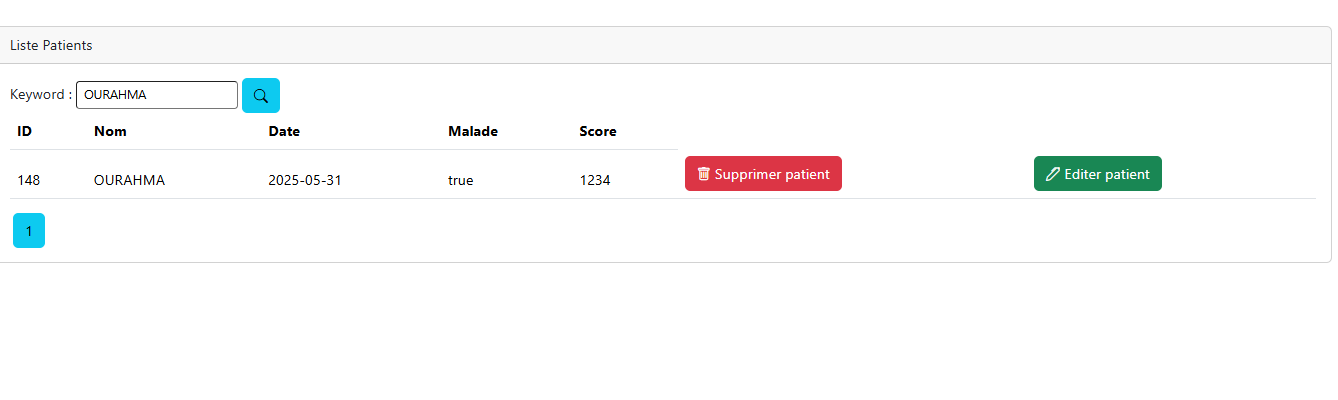 Liste Patients
Keyword : OURAHMA
ID Nom Date Malade Score
148 OURAHMA 2025-05-31 true 1234 Supprimer patient Editer patient
1